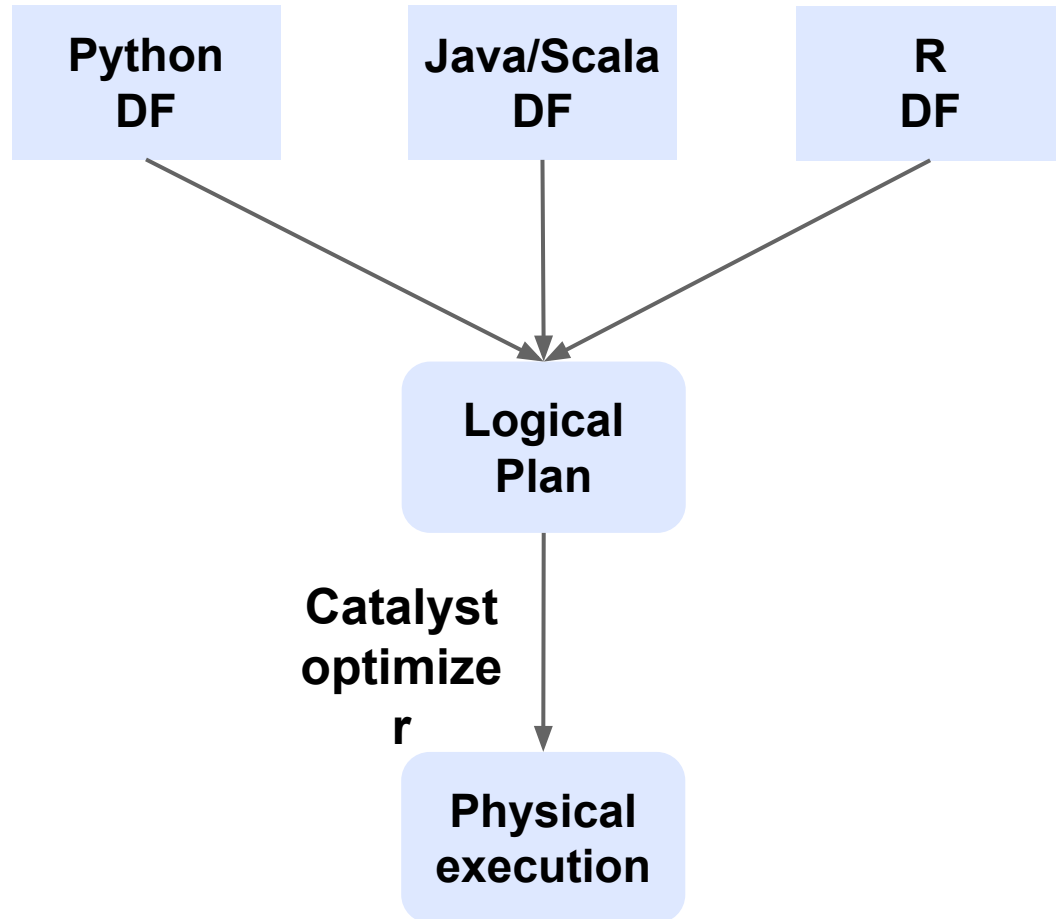 Python
DF
Java/Scala
DF
R
DF
Logical
Plan
Catalyst
optimize
r
Physical
execution